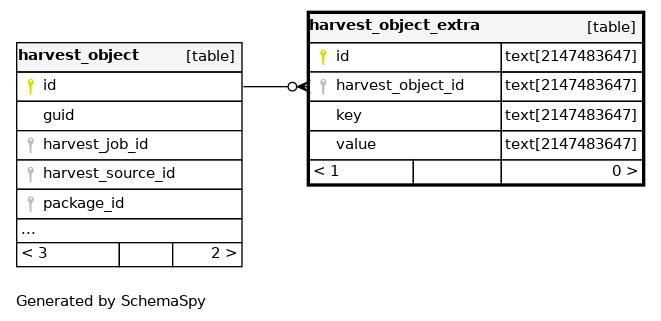 harvest_object [table]
id
guid
harvest_job_id
harvest_source_id
package_id
...
< 3 2 >
harvest_object_extra [table]
id text[2147483647]
harvest_object_id text[2147483647]
key text[2147483647]
value text[2147483647]
< 1 0 >
Generated by SchemaSpy